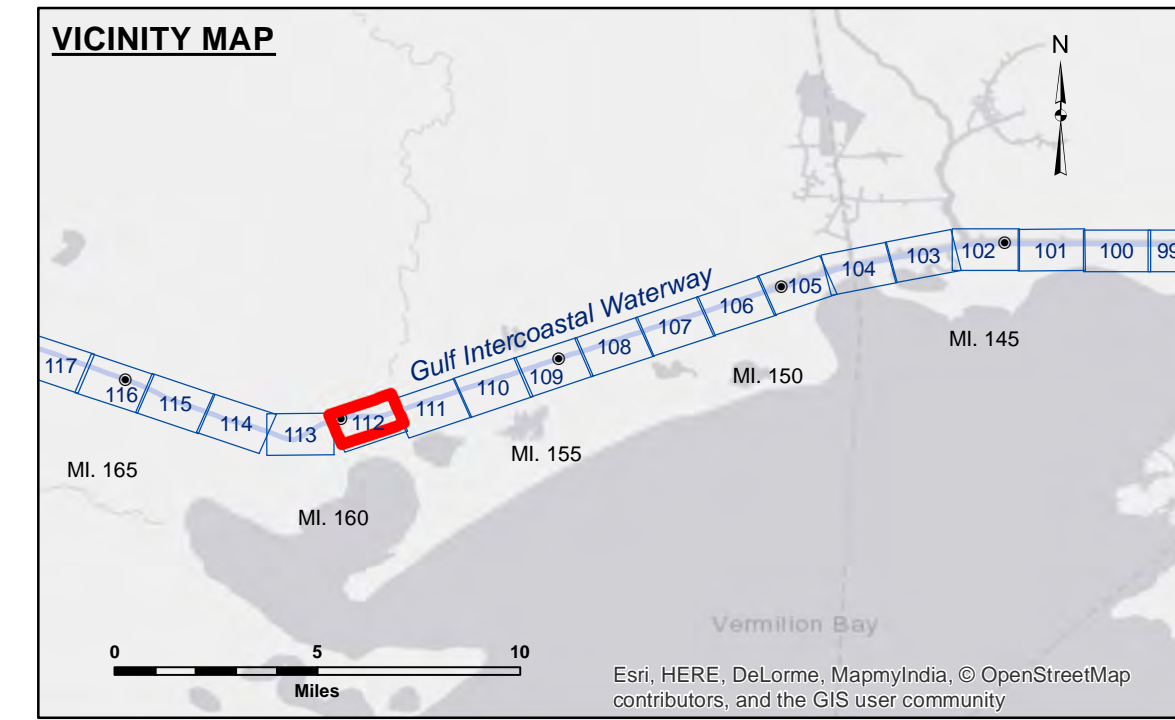 VICINITY MAP
N
Gulf Intercoastal Waterway
117
116
115
114
113
112
111
110
109
108
107
106
105
104
103
102
101
100
99
MI. 145
MI. 150
MI. 155
MI. 160
MI. 165
Vermilion Bay
0 5 10
Miles
Esri, HERE, DeLorme, MapmyIndia, © OpenStreetMap
contributors, and the GIS user community